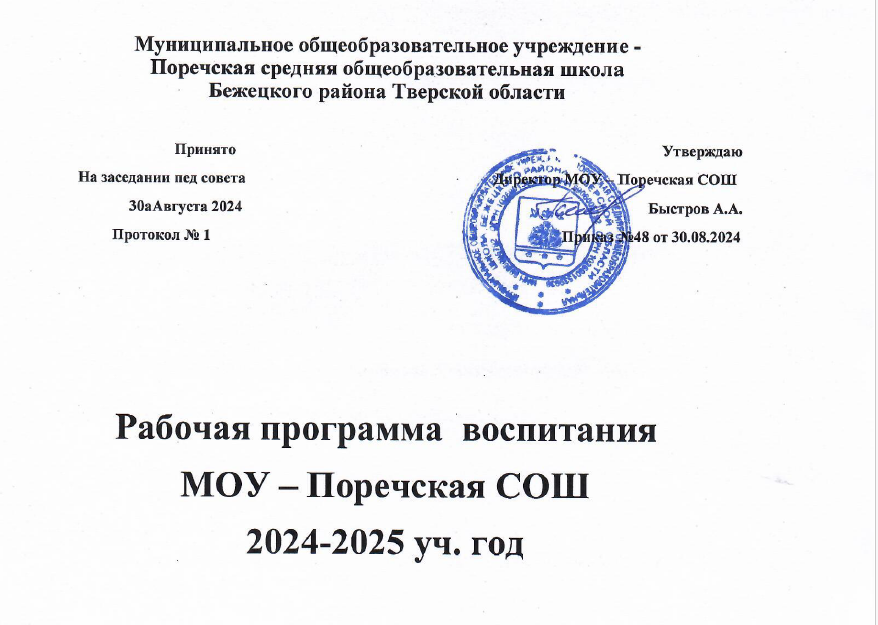 Муниципальное общеобразовательное учреждение -
Поречская средняя общеобразовательная школа
Бежецкого района Тверской области
Принято
Утверждаю
На заседании пед совета
Директор МОУ – Поречская СОШ
30аАвгуста 2024
Быстров А.А.
Протокол № 1
Приказ №48 от 30.08.2024
Рабочая программа воспитания
МОУ – Поречская СОШ
2024-2025 уч. год